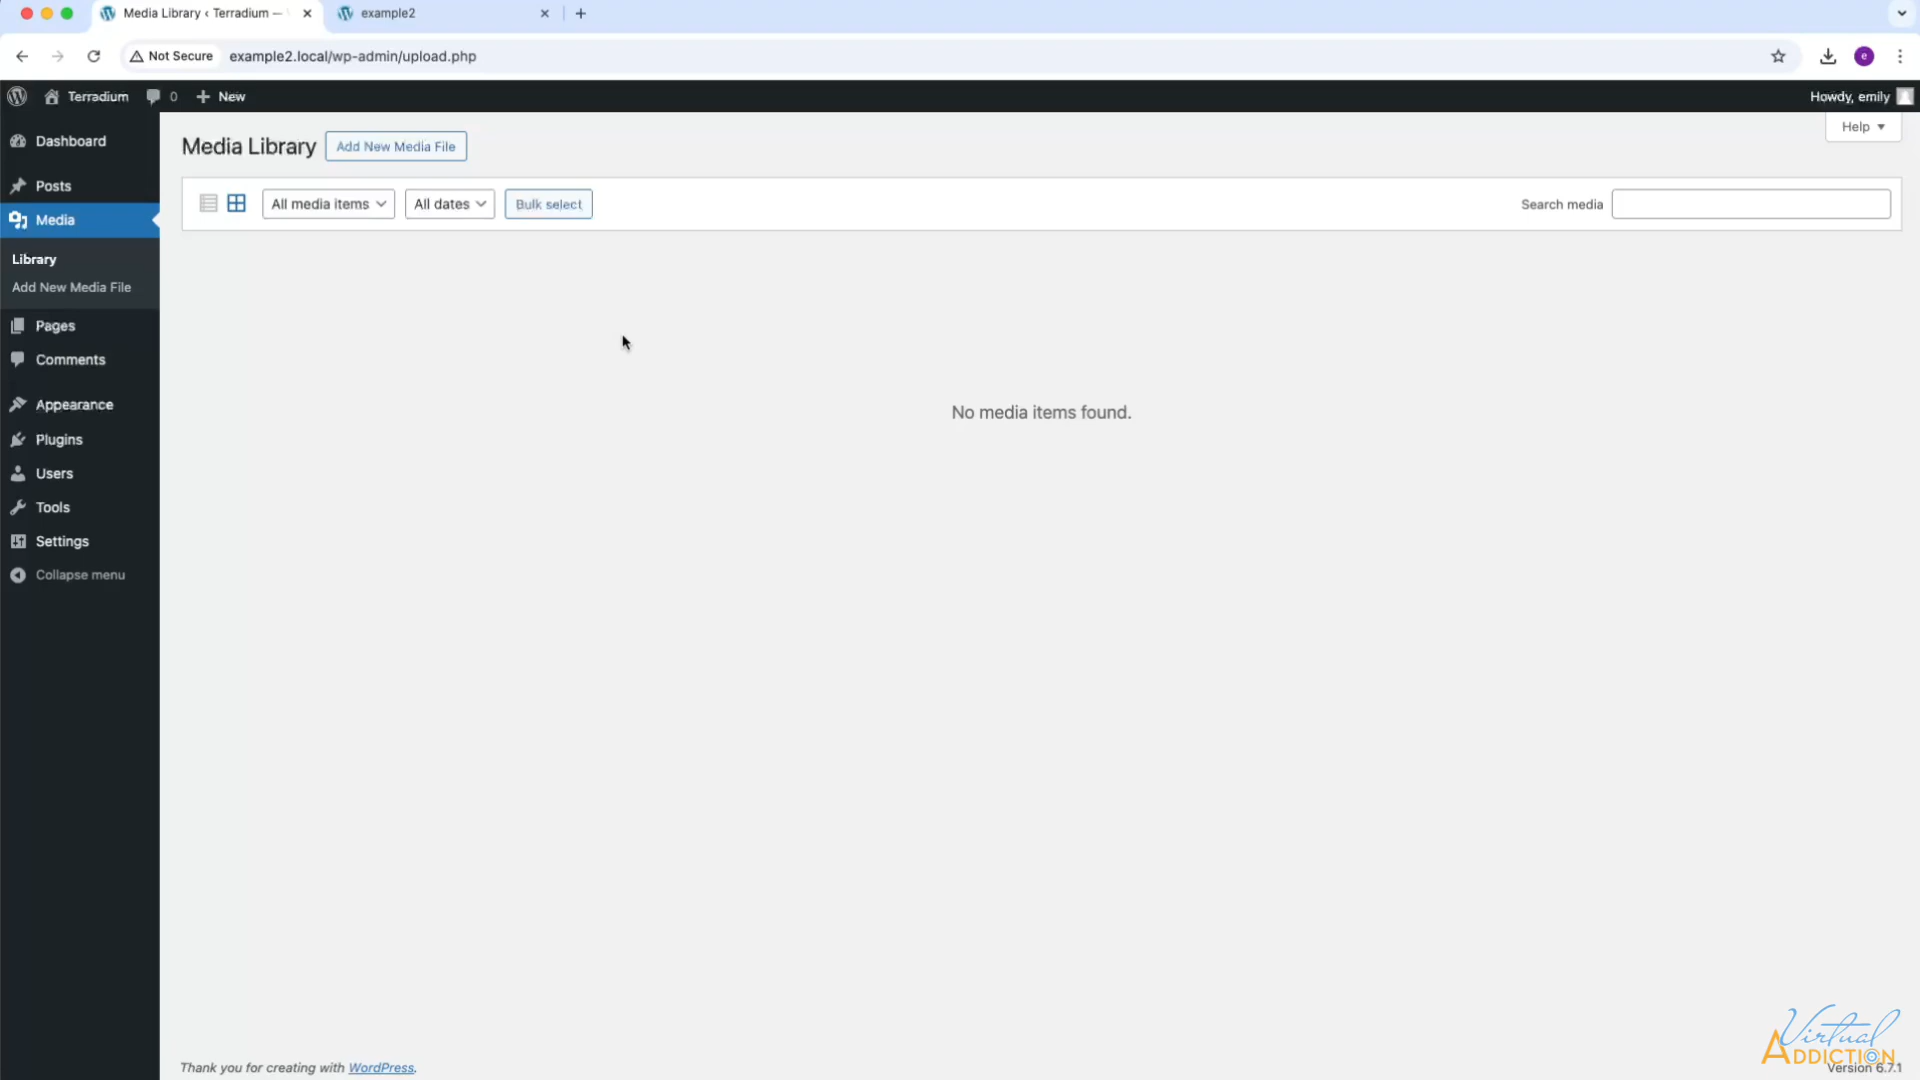 Media Library ‹ Terradium —
example2
Not Secure
example2.local/wp-admin/upload.php
e
Terradium
0
New
Howdy, emily
Help
Dashboard
Posts
Media
Library
Add New Media File
Pages
Comments
Appearance
Plugins
Users
Tools
Settings
Collapse menu
Media Library
Add New Media File
All media items
All dates
Bulk select
Search media
No media items found.
Thank you for creating with WordPress.
Virtual
ADDICTION
Version 6.7.1